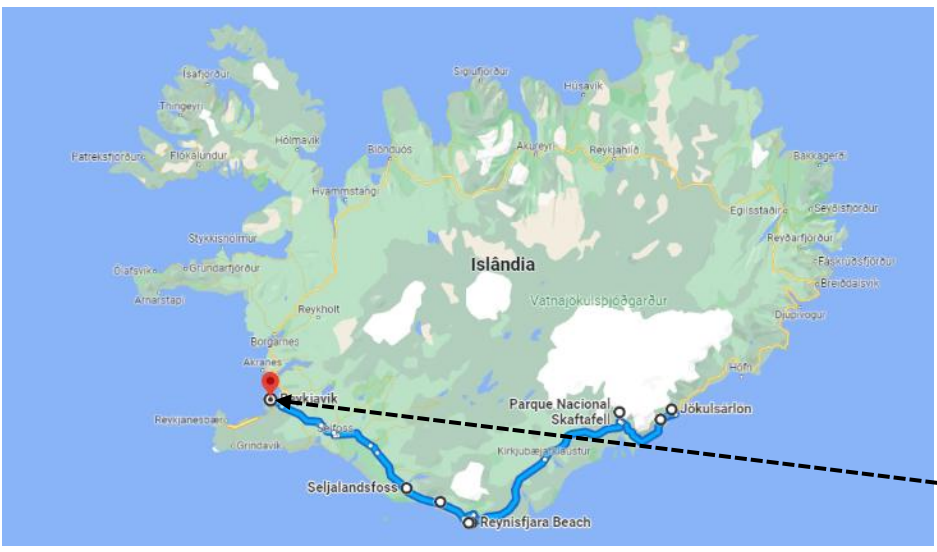 Siglufjörður
Ísafjörður
Húsavík
Thingeyri
Hólmavík
Akureyri
Reykjahlíð
Blönduós
Patreksfjörður
Flókalundur
Bakkagerði
Hvammstangi
Egilsstaðir
Seyðisfjörður
Stykkishólmur
Reyðarfjörður
Islândia
Fáskrúðsfjörður
Ólafsvík
Grundarfjörður
Breiðdalsvík
Arnarstapi
Vatnajökulsþjóðgarður
Reykholt
Djúpivogur
Borgarnes
Akranes
Höfn
Reykjavik
Parque Nacional
Skaftafell
Jökulsárlón
Reykjanesbær
Selfoss
Grindavík
Kirkjubæjarklaustur
Seljalandsfoss
Reynisfjara Beach